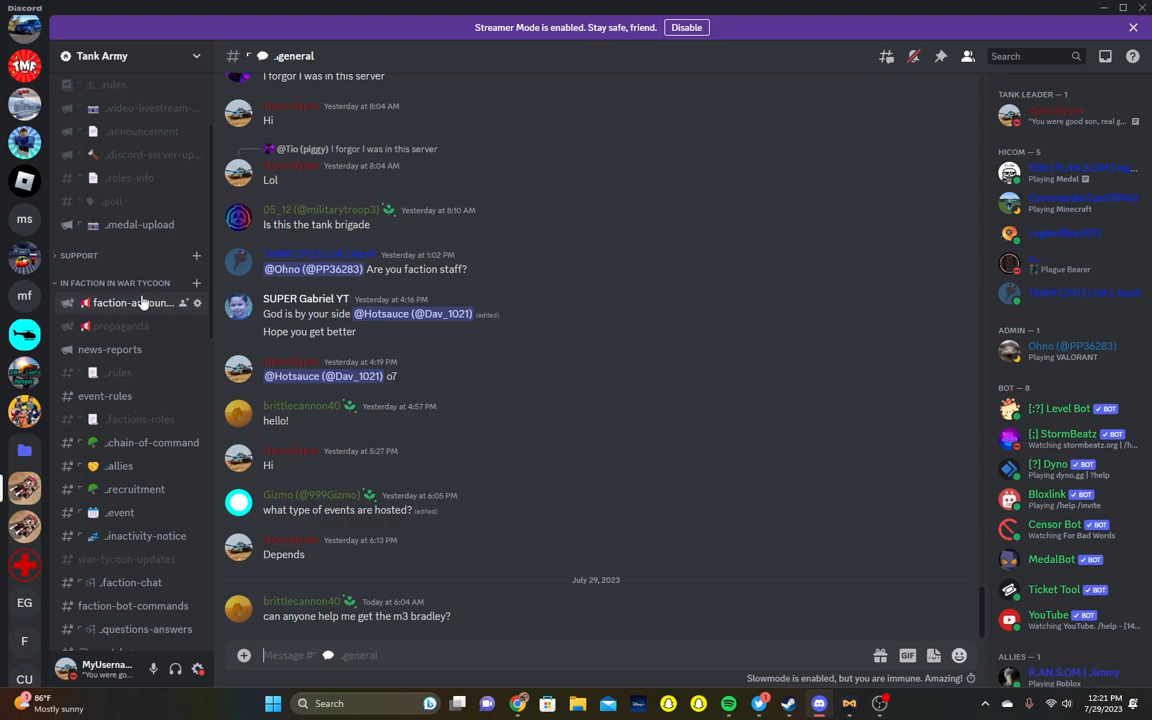 Discord
Streamer Mode is enabled. Stay safe, friend. Disable
Tank Army
.general
Search
..rules
..video-livestream-...
..announcement
..discord-server-up...
..roles-info
..poll
..medal-upload
SUPPORT
IN FACTION IN WAR TYCOON
faction-announ...
propaganda
news-reports
..rules
event-rules
..factions-roles
..chain-of-command
..allies
..recruitment
..event
..inactivity-notice
war-tycoon-updates
..faction-chat
faction-bot-commands
..questions-answers
ms
mf
EG
F
CU
MyUserna...
"You were go...
I forgor I was in this server
Yesterday at 8:04 AM
Hi
@Tio (piggy) I forgor I was in this server
Yesterday at 8:04 AM
Lol
05_12 (@militarytroop3) Yesterday at 8:10 AM
Is this the tank brigade
Yesterday at 1:02 PM
@Ohno (@PP36283) Are you faction staff?
SUPER Gabriel YT Yesterday at 4:16 PM
God is by your side @Hotsauce (@Dav_1021) (edited)
Hope you get better
Yesterday at 4:19 PM
@Hotsauce (@Dav_1021) o7
brittlecannon40 Yesterday at 4:57 PM
hello!
Yesterday at 5:27 PM
Hi
Gizmo (@999Gizmo) Yesterday at 6:05 PM
what type of events are hosted? (edited)
Yesterday at 6:13 PM
Depends
July 29, 2023
brittlecannon40 Today at 6:04 AM
can anyone help me get the m3 bradley?
Message #
..general
GIF
Slowmode is enabled, but you are immune. Amazing!
TANK LEADER — 1
"You were good son, real g...
HICOM — 5
Playing Medal
Playing Minecraft
Plague Bearer
ADMIN — 1
Ohno (@PP36283)
Playing VALORANT
BOT — 8
[:?] Level Bot BOT
[;] StormBeatz BOT
Watching stormbeatz.org | /h...
[?] Dyno BOT
Playing dyno.gg | ?help
Bloxlink BOT
Playing /help /invite
Censor Bot BOT
Watching For Bad Words
MedalBot BOT
Ticket Tool BOT
YouTube BOT
Watching YouTube. /help - [14...
ALLIES — 1
R.AN.S.OM | Jimmy
Playing Roblox
86°F
Mostly sunny
Search
12:21 PM
7/29/2023